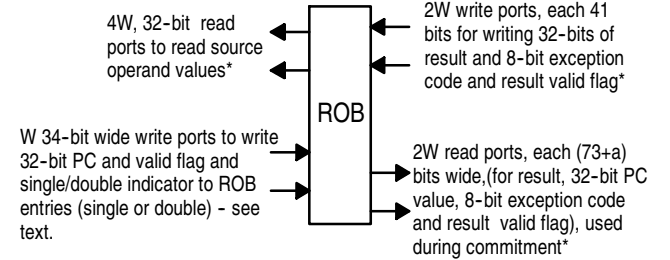 4W, 32-bit read
ports to read source
operand values*
2W write ports, each 41
bits for writing 32-bits of
result and 8-bit exception
code and result valid flag*
ROB
W 34-bit wide write ports to write
32-bit PC and valid flag and
single/double indicator to ROB
entries (single or double) - see
text.
2W read ports, each (73+a)
bits wide,(for result, 32-bit PC
value, 8-bit exception code
and result valid flag), used
during commitment*